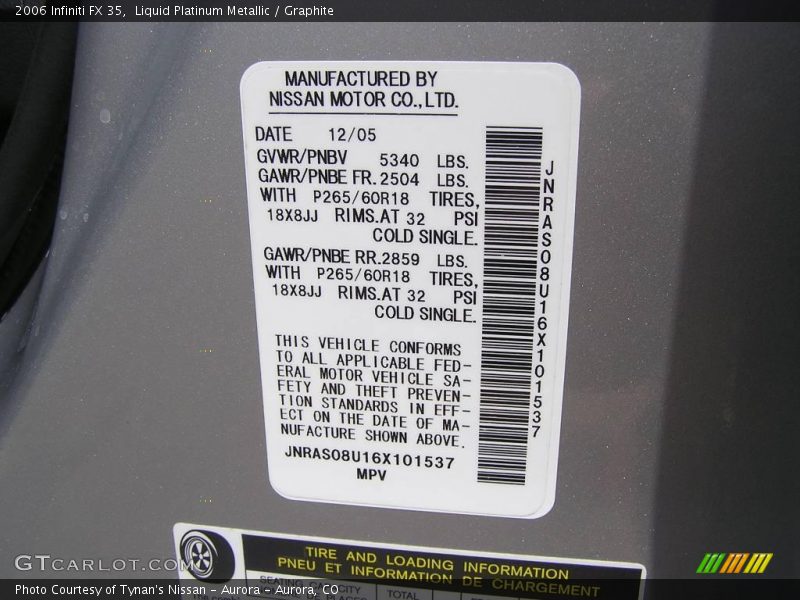 2006 Infiniti FX 35,  Liquid Platinum Metallic / Graphite
MANUFACTURED BY
NISSAN MOTOR CO.,LTD.
DATE 12/05
GVWR/PNBV 5340 LBS.
GAWR/PNBE FR. 2504 LBS.
WITH P265/60R18 TIRES,
18X8JJ RIMS.AT 32 PSI
COLD SINGLE.
GAWR/PNBE RR. 2859 LBS.
WITH P265/60R18 TIRES,
18X8JJ RIMS.AT 32 PSI
COLD SINGLE.
THIS VEHICLE CONFORMS
TO ALL APPLICABLE FED-
ERAL MOTOR VEHICLE SA-
FETY AND THEFT PREVEN-
TION STANDARDS IN EFF-
ECT ON THE DATE OF MA-
NUFACTURE SHOWN ABOVE.
JNRAS08U16X101537
MPV
JNRAS08U16X101537
TIRE AND LOADING INFORMATION
PNEU ET INFORMATION DE CHARGEMENT
SEATING CAPACITY
TOTAL
GTCARLOT.COM
Photo Courtesy of Tynan's Nissan - Aurora - Aurora, CO